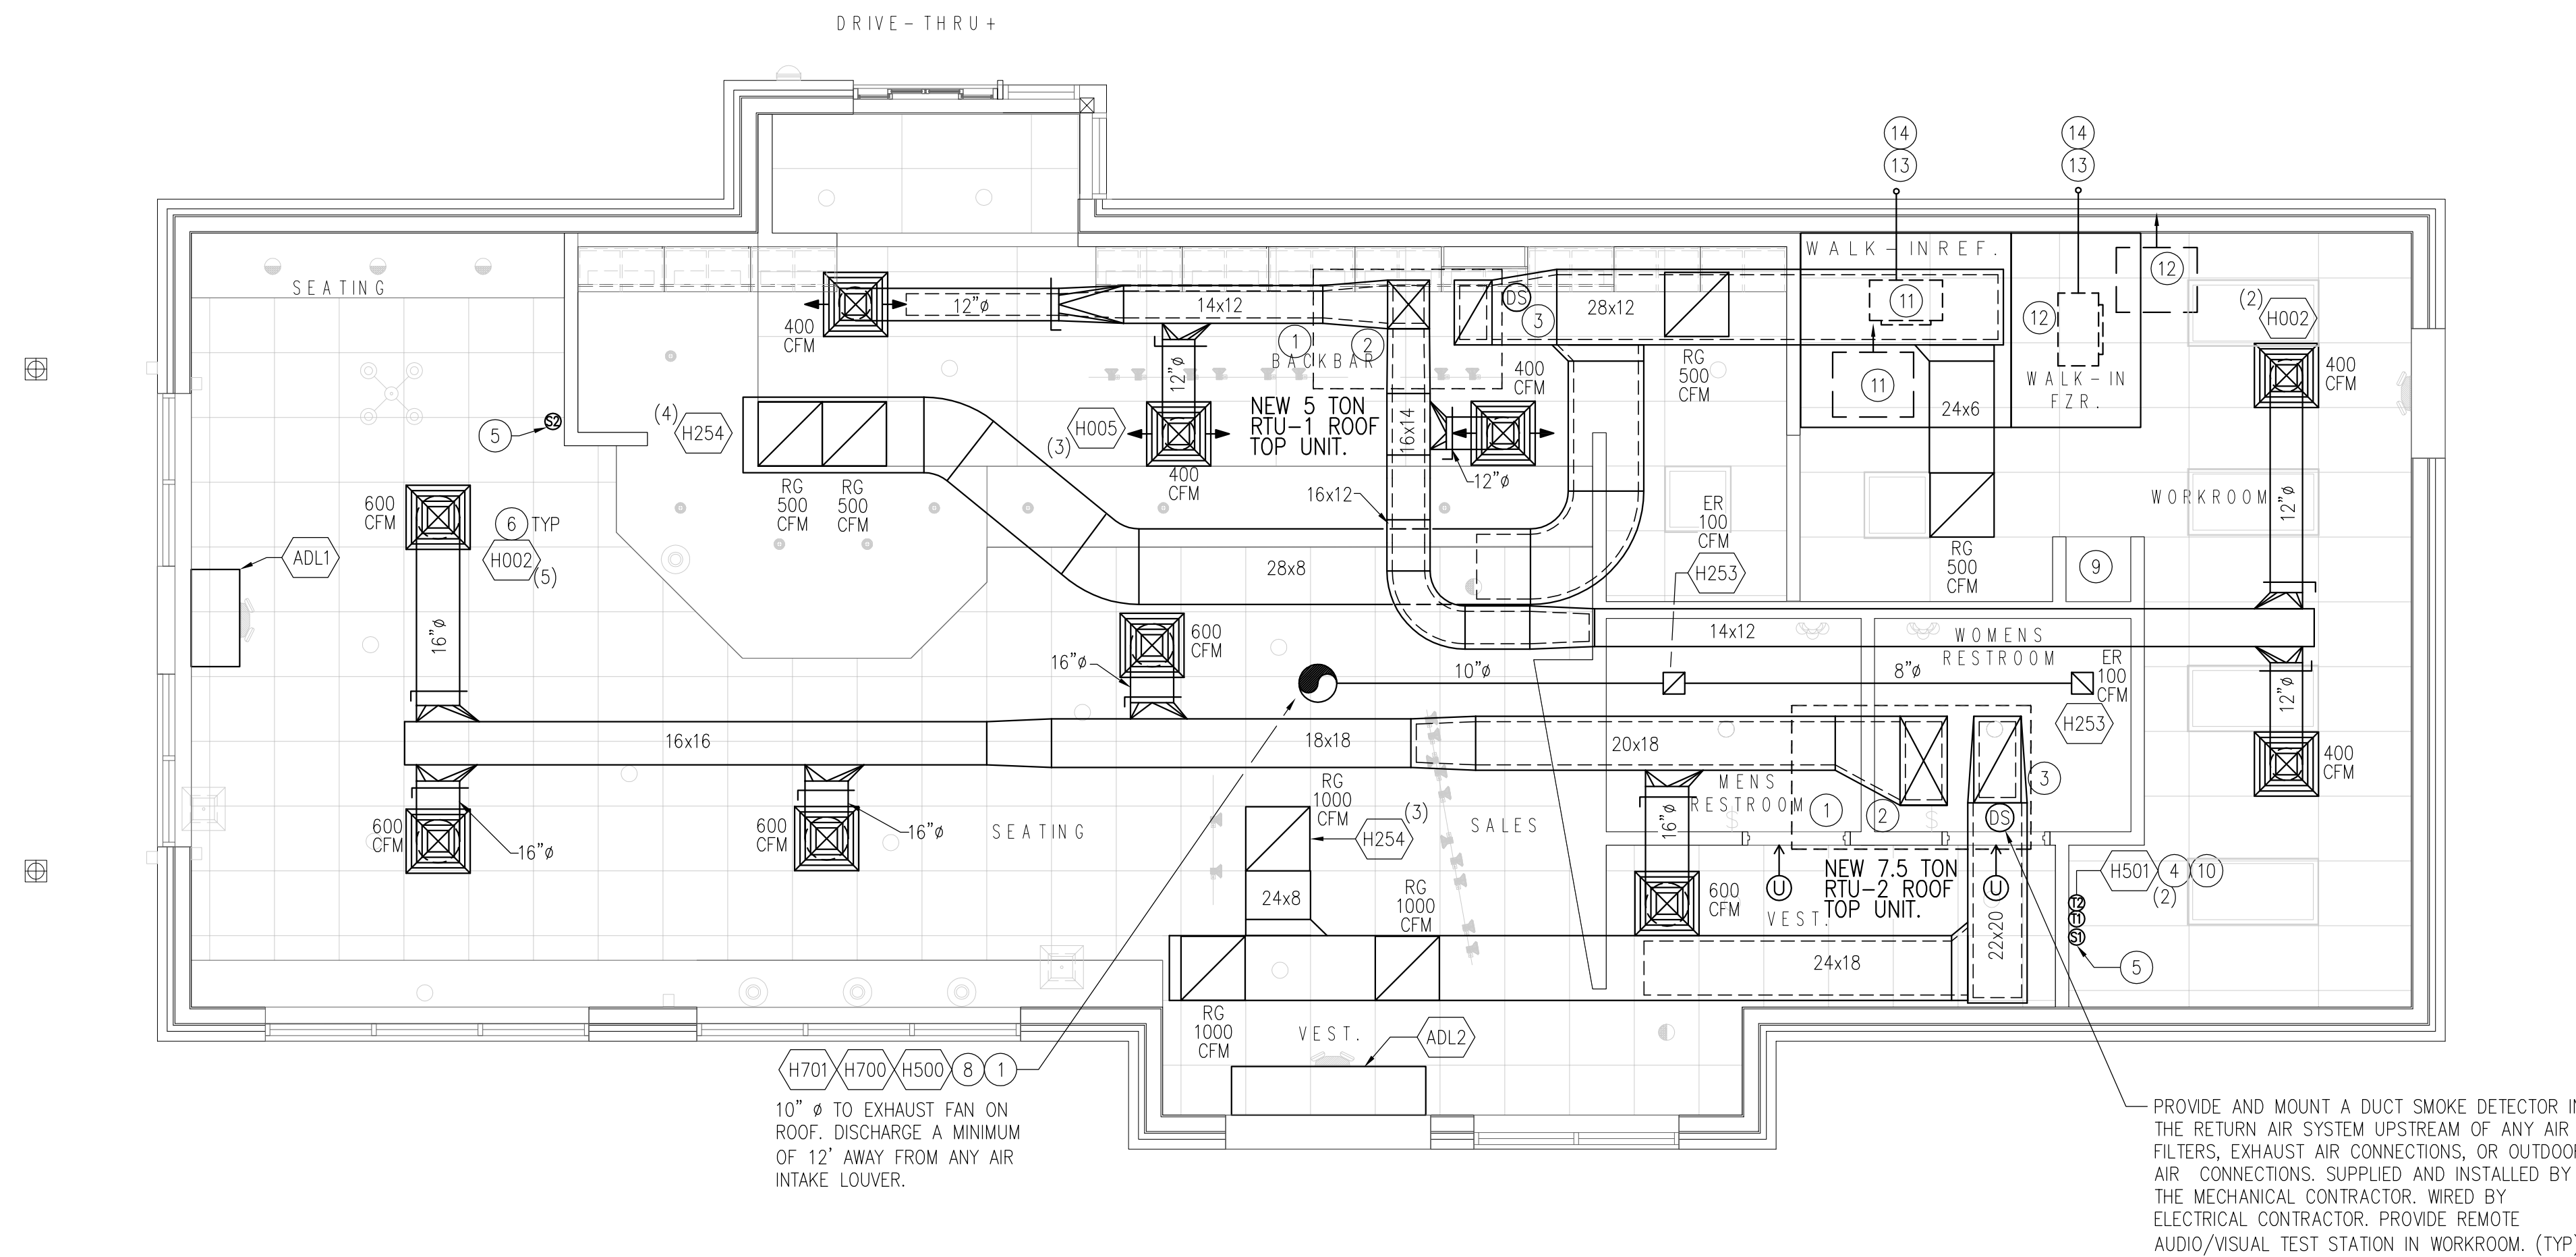 DRIVE-THRU+
14
13
14
13
SEATING
400
CFM
12"ø
14x12
12"ø
1
2
BACKBAR
DS
3
28x12
RG
500
CFM
400
CFM
WALK-IN REF.
11
11
24x6
12
12
WALK-IN
FZR.
(2)
H002
400
CFM
5
S2
(4)
H254
(3)
H005
400
CFM
NEW 5 TON
RTU-1 ROOF
TOP UNIT.
16x14
12"ø
16x12
RG
500
CFM
RG
500
CFM
600
CFM
6
TYP
H002
(5)
ADL1
16"ø
28x8
ER
100
CFM
H253
RG
500
CFM
WORKROOM
12"ø
9
600
CFM
16"ø
10"ø
14x12
WOMENS
RESTROOM
8"ø
ER
100
CFM
H253
12"ø
400
CFM
16x16
18x18
20x18
MENS
RESTROOM
1
2
3
DS
600
CFM
16"ø
600
CFM
16"ø
SEATING
RG
1000
CFM
(3)
H254
SALES
16"ø
24x8
RG
1000
CFM
600
CFM
VEST.
U
NEW 7.5 TON
RTU-2 ROOF
TOP UNIT.
U
22x20
24x18
H501
4
10
(2)
T2
T1
S1
5
RG
1000
CFM
VEST.
ADL2
H701
H700
H500
8
1
10" ø TO EXHAUST FAN ON
ROOF. DISCHARGE A MINIMUM
OF 12' AWAY FROM ANY AIR
INTAKE LOUVER.
PROVIDE AND MOUNT A DUCT SMOKE DETECTOR
THE RETURN AIR SYSTEM UPSTREAM OF ANY AIR
FILTERS, EXHAUST AIR CONNECTIONS, OR
AIR CONNECTIONS. SUPPLIED AND INSTALLED BY
THE MECHANICAL CONTRACTOR. WIRED BY
ELECTRICAL CONTRACTOR. PROVIDE REMOTE
AUDIO/VISUAL TEST STATION IN WORKROOM. (TYP